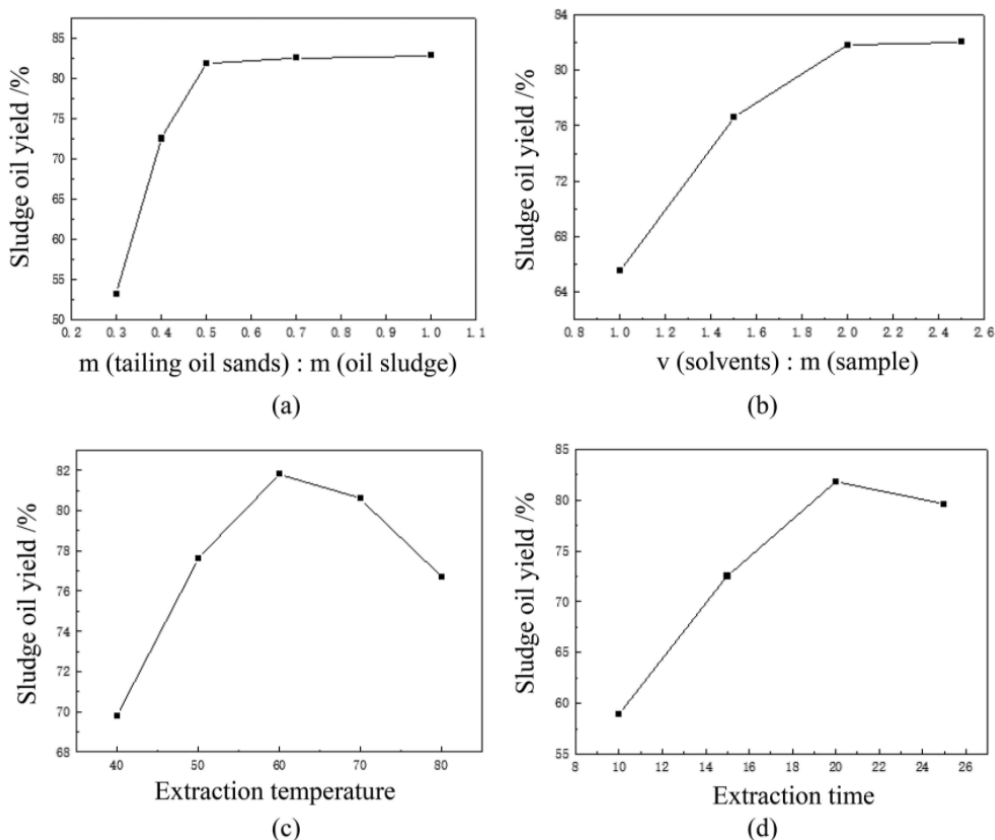 Sludge oil yield /%
85
80
75
70
65
60
55
50
0.2 0.3 0.4 0.5 0.6 0.7 0.8 0.9 1.0 1.1
m (tailing oil sands) : m (oil sludge)
(a)
Sludge oil yield /%
84
80
76
72
68
64
0.8 1.0 1.2 1.4 1.6 1.8 2.0 2.2 2.4 2.6
v (solvents) : m (sample)
(b)
Sludge oil yield /%
82
80
78
76
74
72
70
68
40 50 60 70 80
Extraction temperature
(c)
Sludge oil yield /%
85
80
75
70
65
60
55
8 10 12 14 16 18 20 22 24 26
Extraction time
(d)